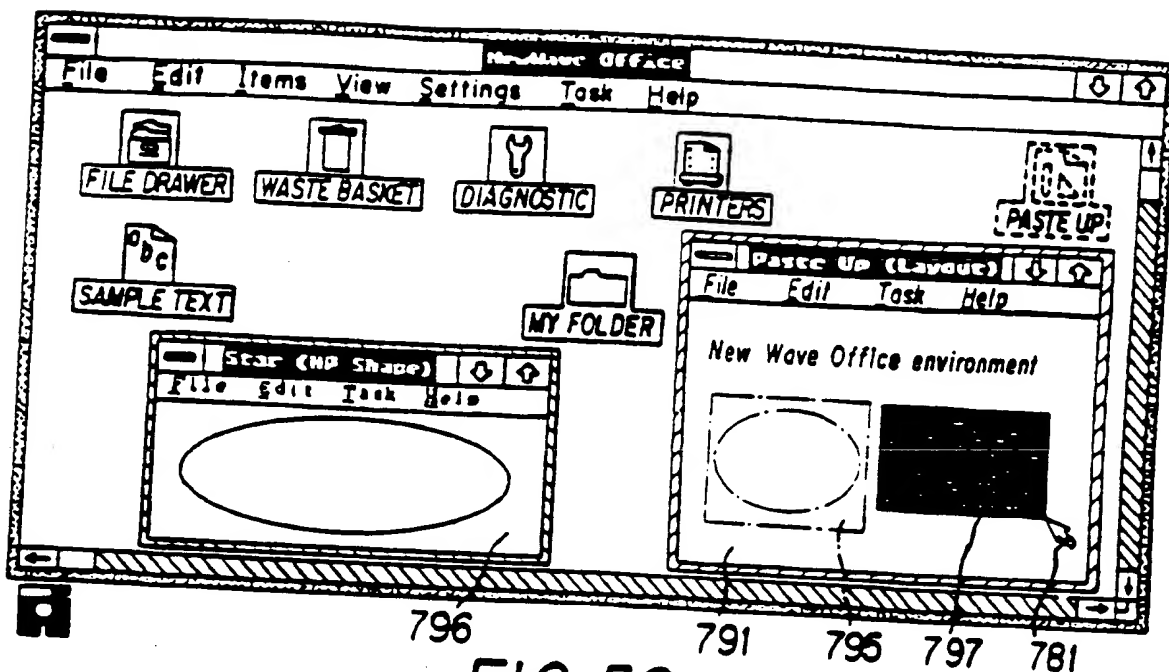 NewWave Office
File Edit Items View Settings Task Help
FILE DRAWER
WASTE BASKET
DIAGNOSTIC
PRINTERS
PASTE UP
abc
SAMPLE TEXT
MY FOLDER
Star (HP Shape)
File Edit Task Help
Paste Up (Layout)
File Edit Task Help
New Wave Office environment
796
791
795
797
781